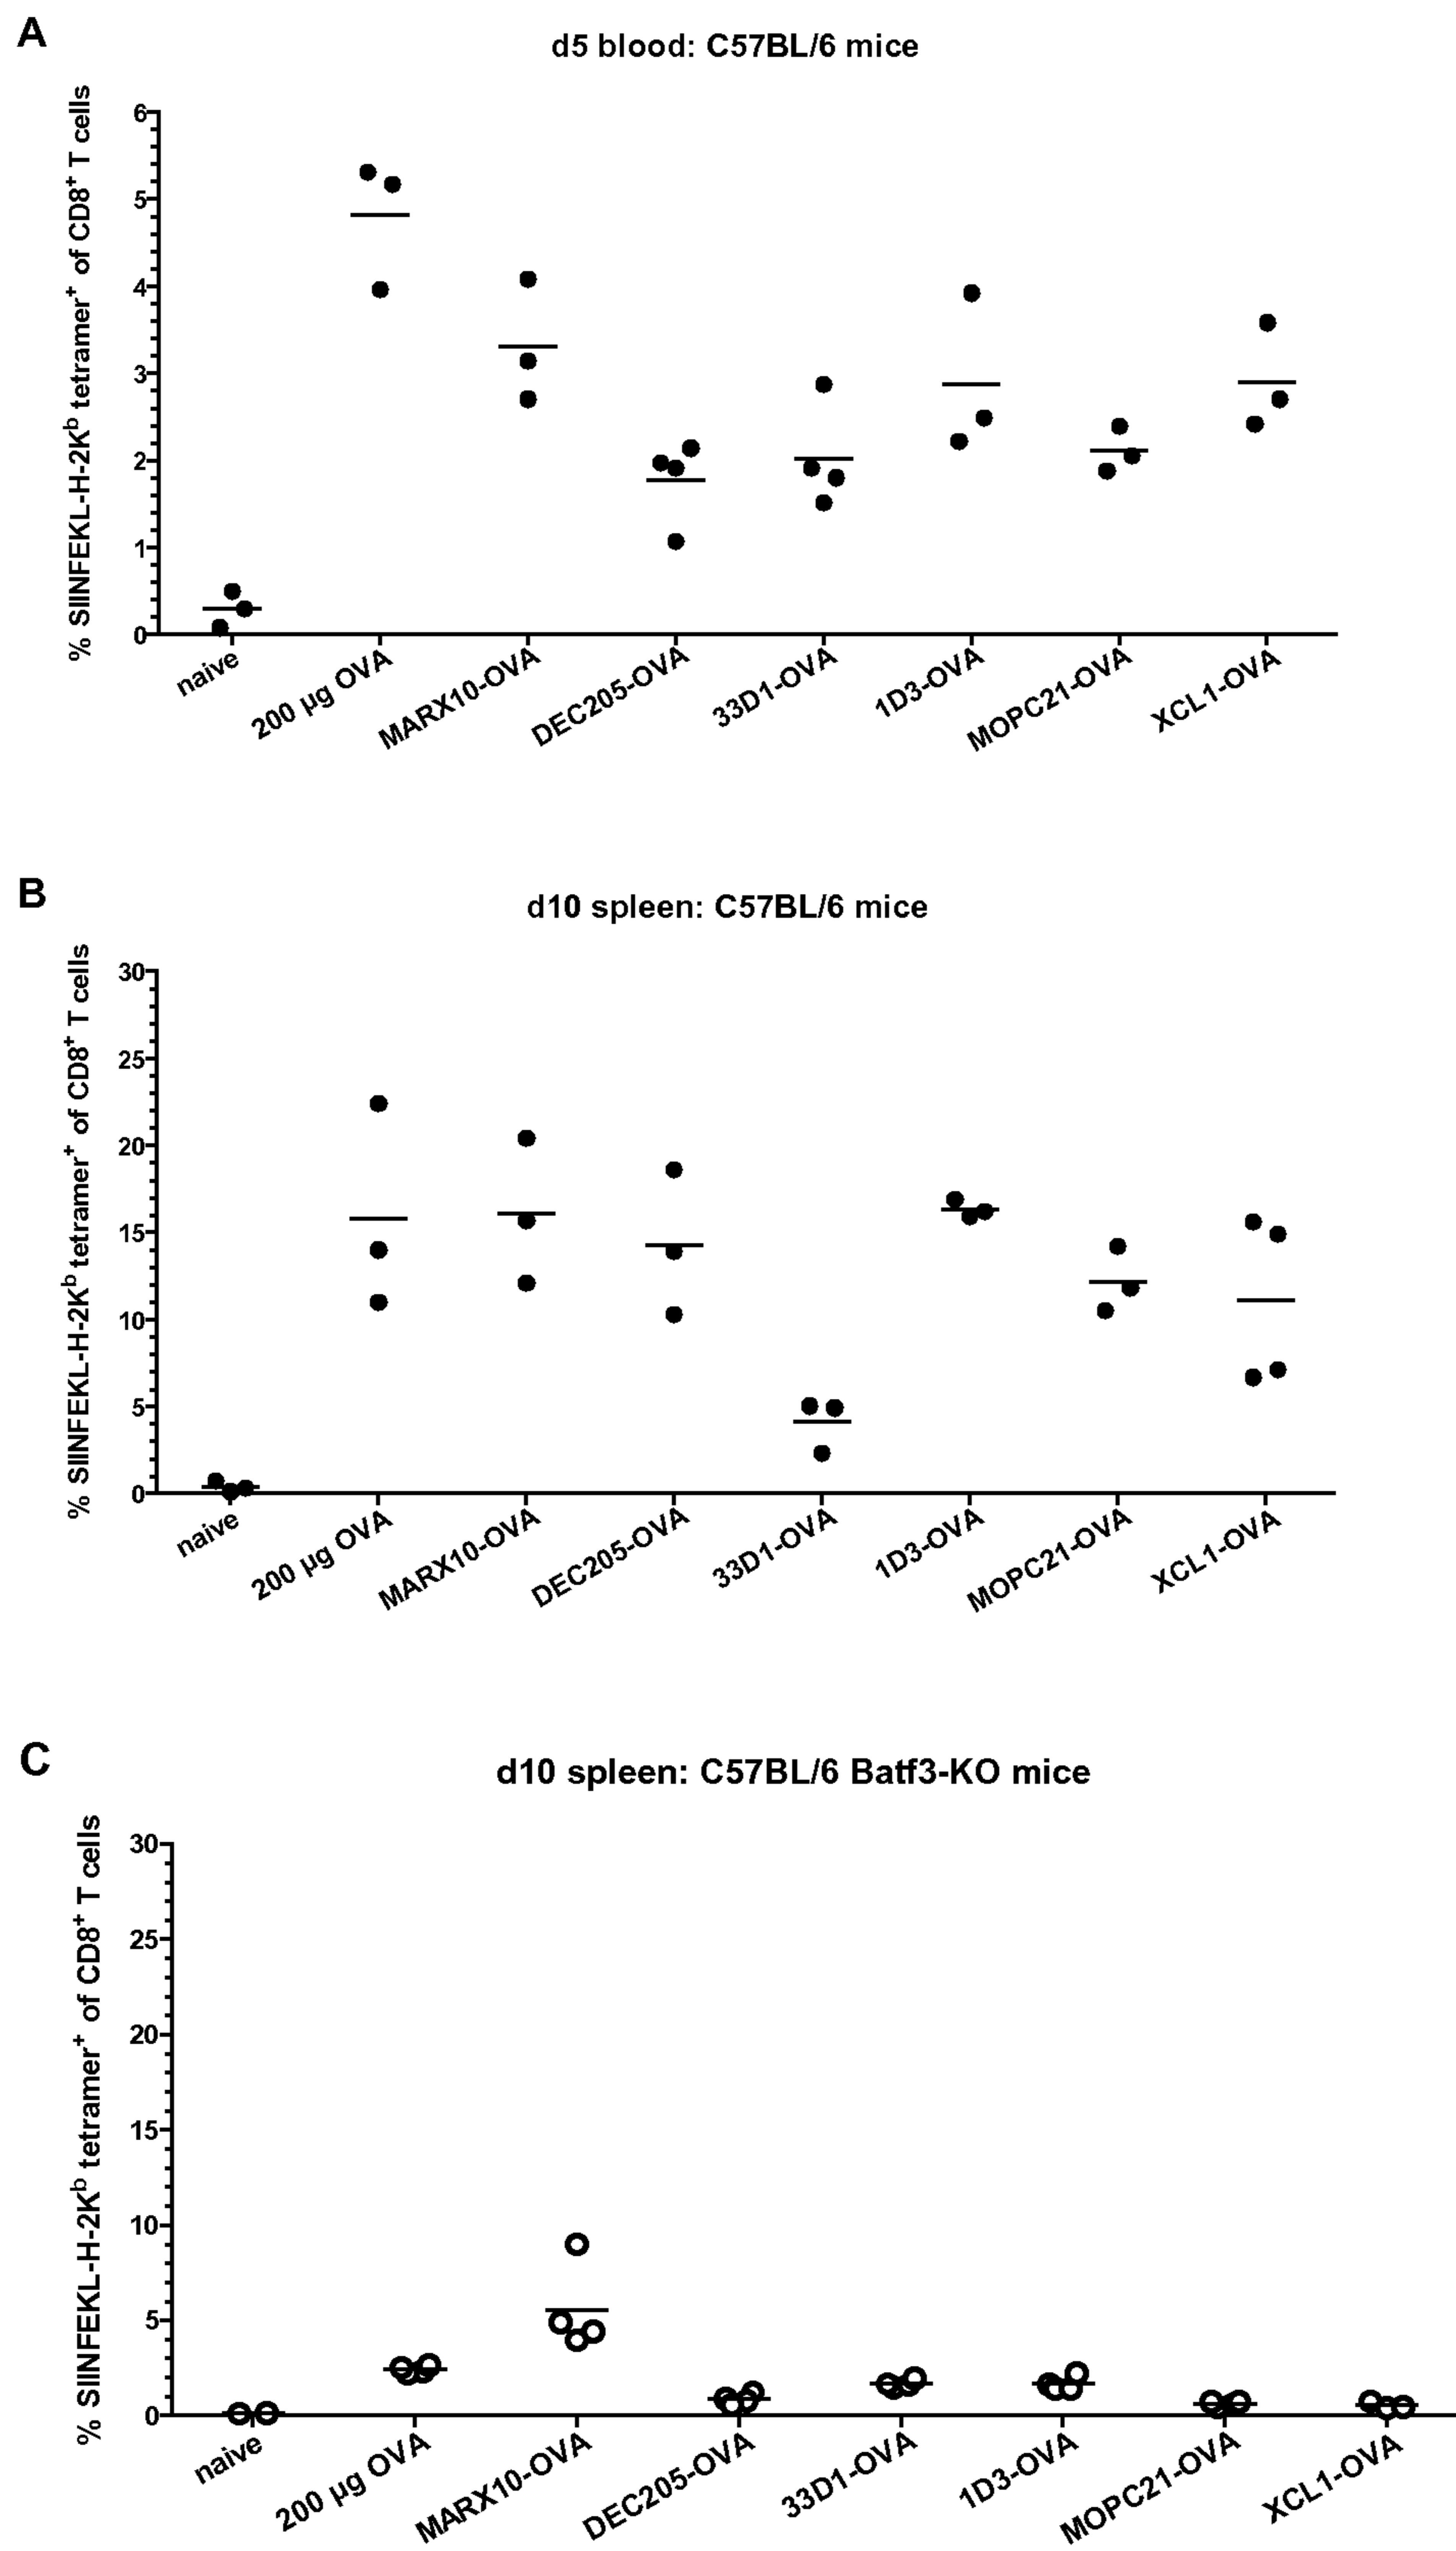 A
d5 blood: C57BL/6 mice
% SIINFEKL-H-2Kᵇ tetramer⁺ of CD8⁺ T cells
6
5
4
3
2
1
0
naive
200 µg OVA
MARX10-OVA
DEC205-OVA
33D1-OVA
1D3-OVA
MOPC21-OVA
XCL1-OVA
B
d10 spleen: C57BL/6 mice
% SIINFEKL-H-2Kᵇ tetramer⁺ of CD8⁺ T cells
30
25
20
15
10
5
0
naive
200 µg OVA
MARX10-OVA
DEC205-OVA
33D1-OVA
1D3-OVA
MOPC21-OVA
XCL1-OVA
C
d10 spleen: C57BL/6 Batf3-KO mice
% SIINFEKL-H-2Kᵇ tetramer⁺ of CD8⁺ T cells
30
25
20
15
10
5
0
naive
200 µg OVA
MARX10-OVA
DEC205-OVA
33D1-OVA
1D3-OVA
MOPC21-OVA
XCL1-OVA